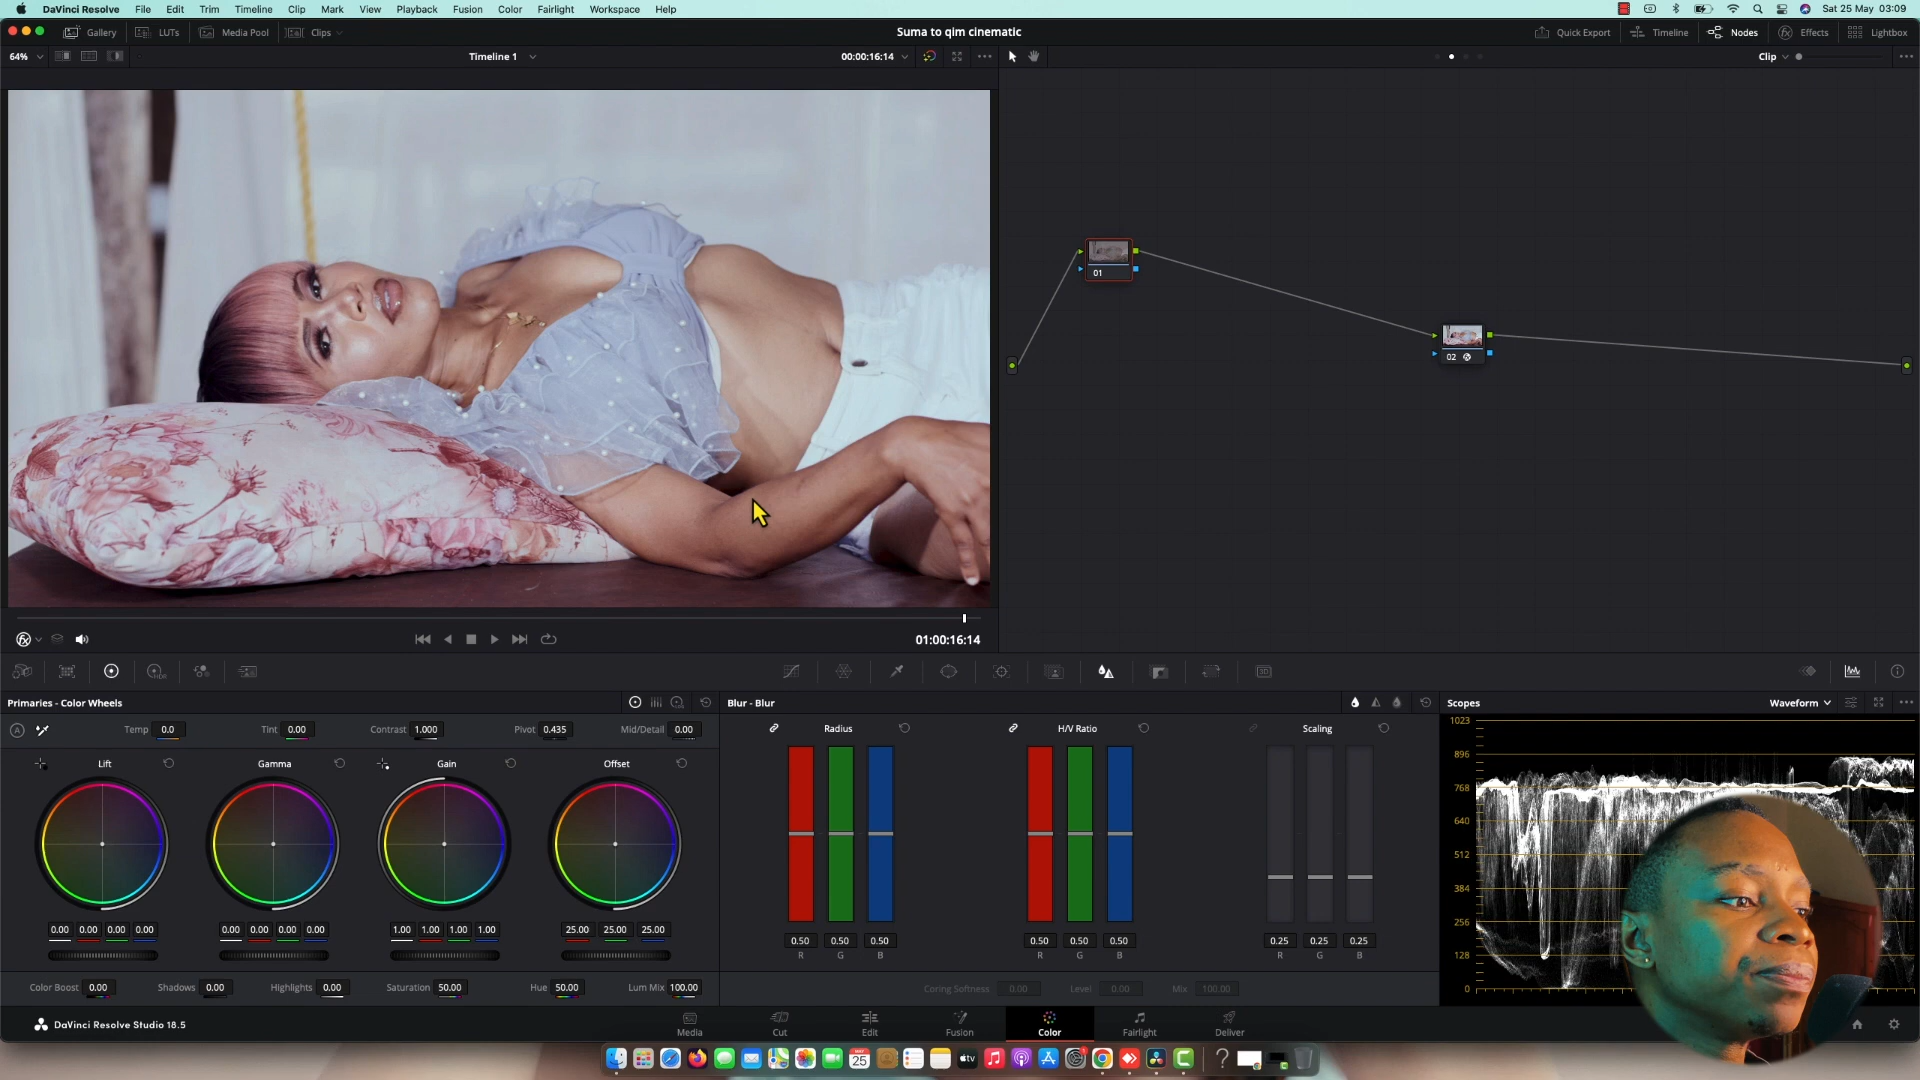 DaVinci Resolve File Edit Trim Timeline Clip Mark View Playback Fusion Color Fairlight Workspace Help Sat 25 May 03:09
Gallery LUTs Media Pool Clips Suma to qim cinematic Quick Export Timeline Nodes Effects Lightbox
64% Timeline 1 00:00:16:14 Clip
01
02
01:00:16:14
Primaries - Color Wheels Blur - Blur Scopes Waveform
Temp 0.0 Tint 0.00 Contrast 1.000 Pivot 0.435 Mid/Detail 0.00 Radius H/V Ratio Scaling
Lift Gamma Gain Offset
1023
896
768
640
512
384
256
128
0
0.00 0.00 0.00 0.00 0.00 0.00 0.00 0.00 1.00 1.00 1.00 1.00 25.00 25.00 25.00
0.50 0.50 0.50 0.50 0.50 0.50 0.25 0.25 0.25
R G B R G B R G B
Color Boost 0.00 Shadows 0.00 Highlights 0.00 Saturation 50.00 Hue 50.00 Lum Mix 100.00 Coring Softness 0.00 Level 0.00 Mix 100.00
DaVinci Resolve Studio 18.5
Media Cut Edit Fusion Color Fairlight Deliver